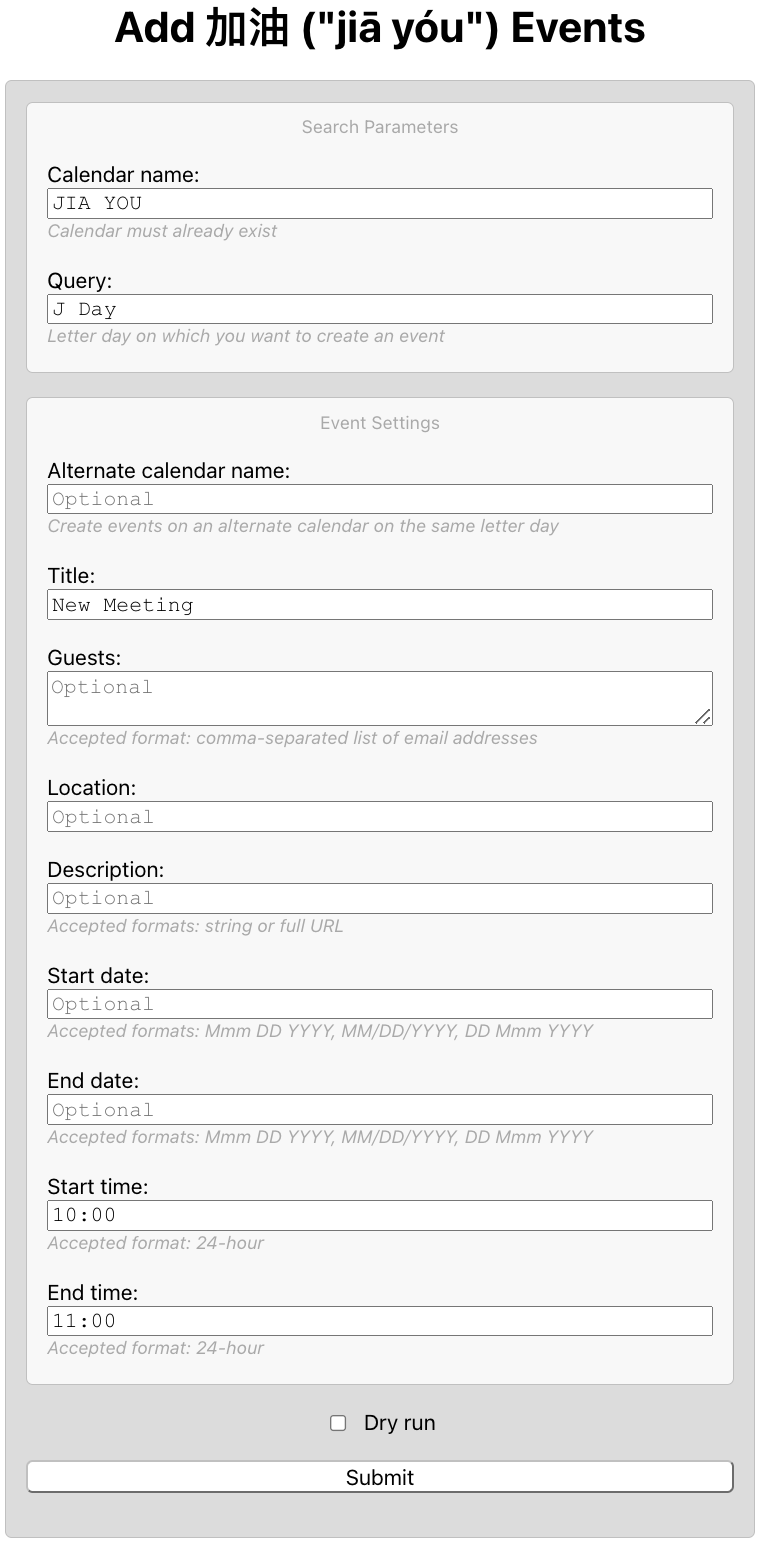 Add 加油 ("jiā yóu") Events
Search Parameters
Calendar name:
JIA YOU
Calendar must already exist
Query:
J Day
Letter day on which you want to create an event
Event Settings
Alternate calendar name:
Optional
Create events on an alternate calendar on the same letter day
Title:
New Meeting
Guests:
Optional
Accepted format: comma-separated list of email addresses
Location:
Optional
Description:
Optional
Accepted formats: string or full URL
Start date:
Optional
Accepted formats: Mmm DD YYYY, MM/DD/YYYY, DD Mmm YYYY
End date:
Optional
Accepted formats: Mmm DD YYYY, MM/DD/YYYY, DD Mmm YYYY
Start time:
10:00
Accepted format: 24-hour
End time:
11:00
Accepted format: 24-hour
Dry run
Submit